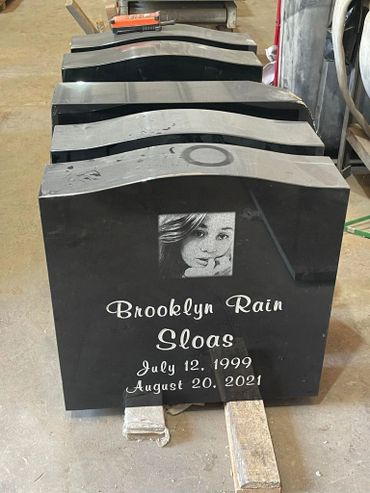 Brooklyn Rain
Sloas
July 12, 1999
August 20, 2021